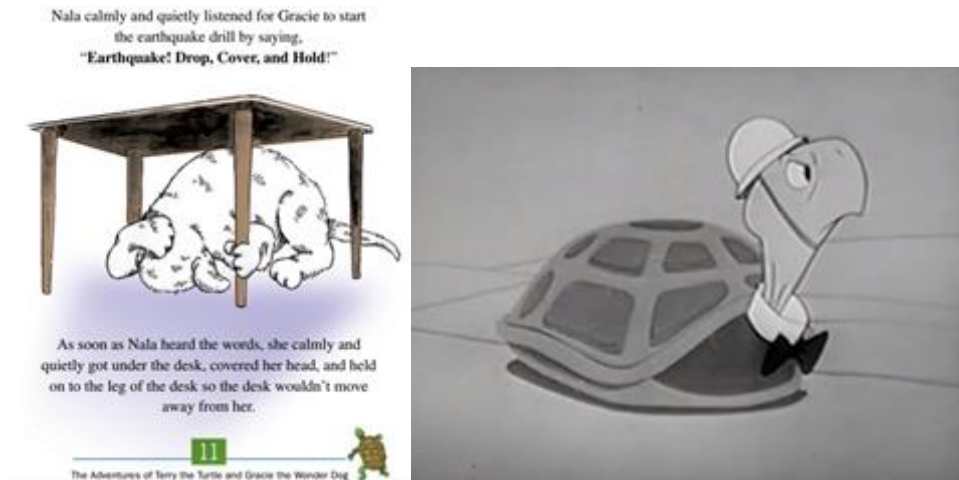 Nala calmly and quietly listened for Gracie to start
the earthquake drill by saying,
“Earthquake! Drop, Cover, and Hold!”
As soon as Nala heard the words, she calmly and
quietly got under the desk, covered her head, and held
on to the leg of the desk so the desk wouldn’t move
away from her.
11
The Adventures of Terry the Turtle and Gracie the Wonder Dog